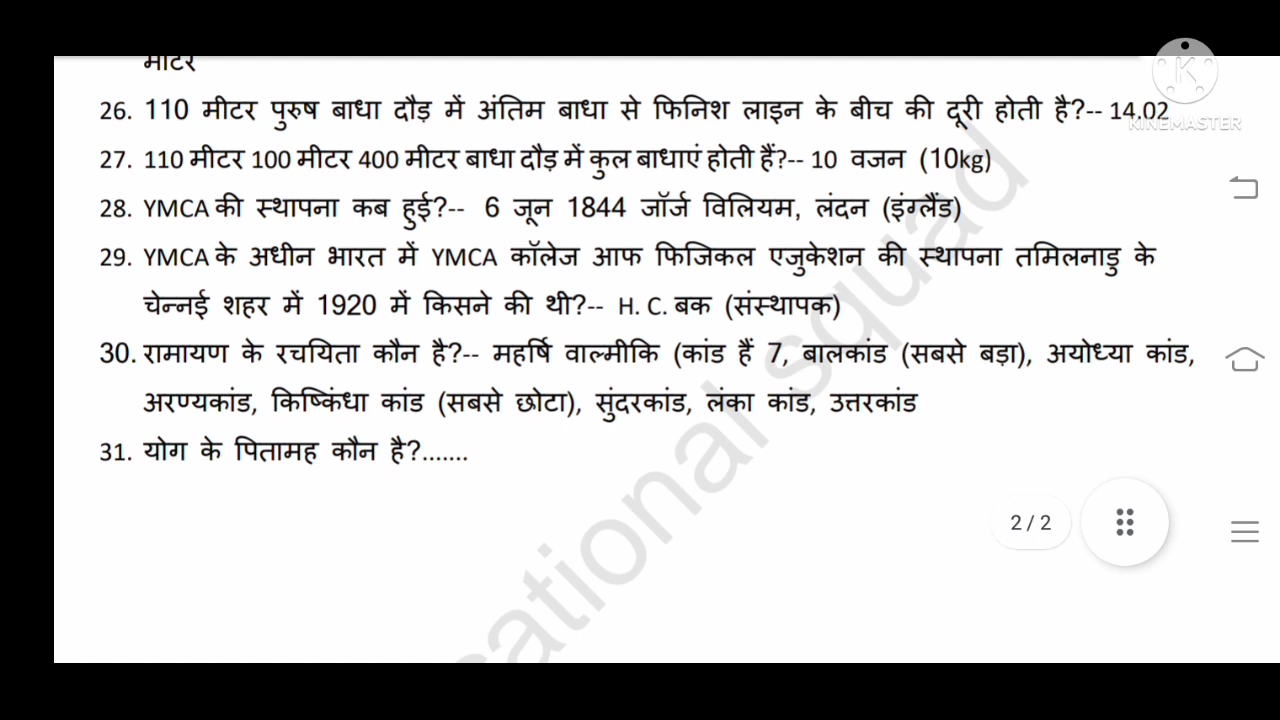 मीटर
26. 110 मीटर पुरुष बाधा दौड़ में अंतिम बाधा से फिनिश लाइन के बीच की दूरी होती है?-- 14.02
KINEMASTER
27. 110 मीटर 100 मीटर 400 मीटर बाधा दौड़ में कुल बाधाएं होती हैं?-- 10 वजन (10kg)
28. YMCA की स्थापना कब हुई?-- 6 जून 1844 जॉर्ज विलियम, लंदन (इंग्लैंड)
29. YMCA के अधीन भारत में YMCA कॉलेज आफ फिजिकल एजुकेशन की स्थापना तमिलनाडु के
चेन्नई शहर में 1920 में किसने की थी?-- H. C. बक (संस्थापक)
30. रामायण के रचयिता कौन है?-- महर्षि वाल्मीकि (कांड हैं 7, बालकांड (सबसे बड़ा), अयोध्या कांड,
अरण्यकांड, किष्किंधा कांड (सबसे छोटा), सुंदरकांड, लंका कांड, उत्तरकांड
31. योग के पितामह कौन है?.......
2 / 2
cational squad